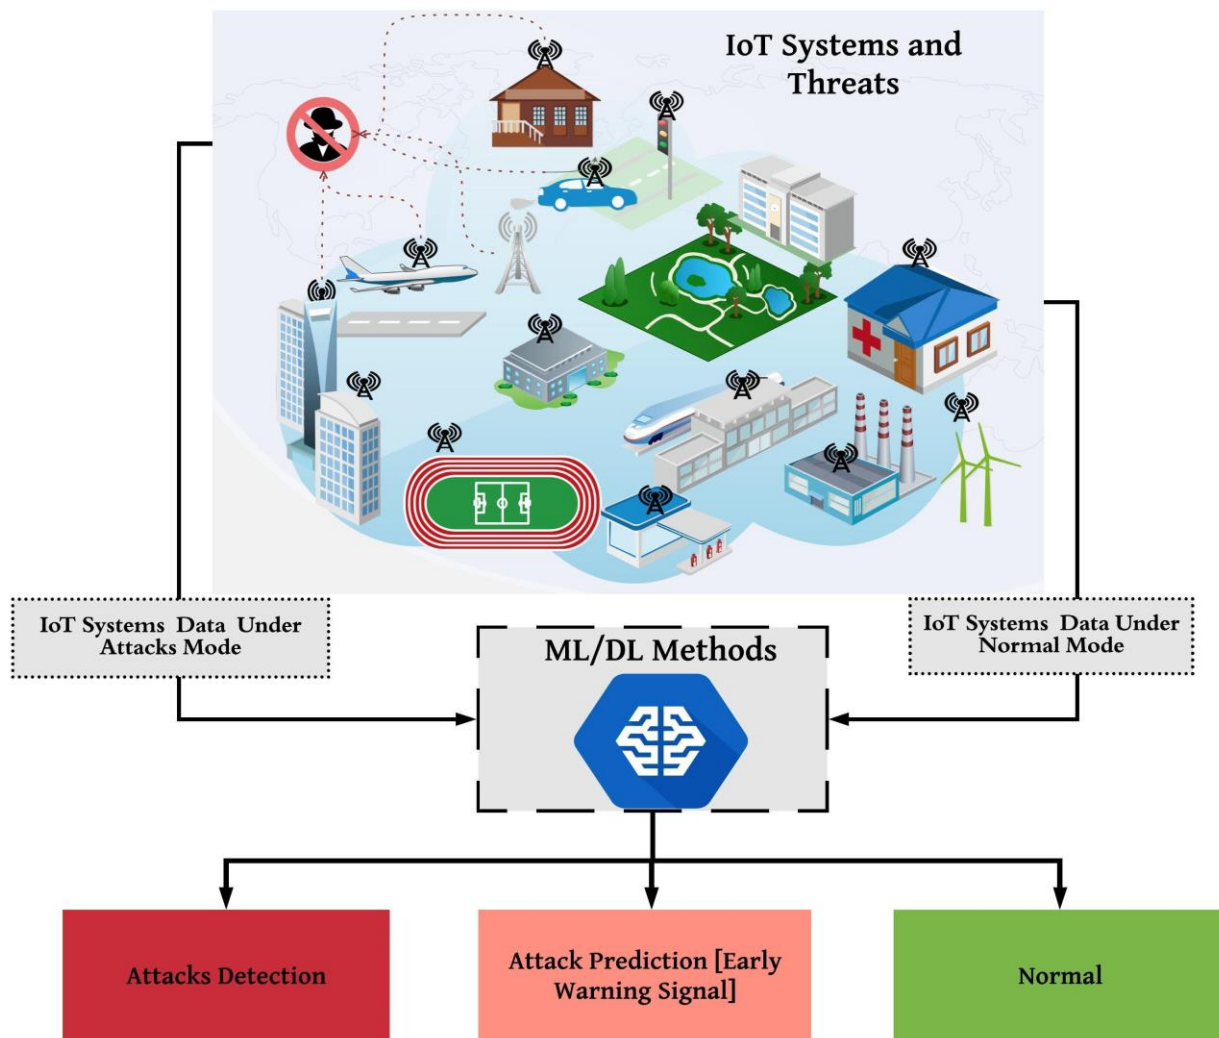 IoT Systems and
Threats
IoT Systems Data Under
Attacks Mode
IoT Systems Data Under
Normal Mode
ML/DL Methods
Attacks Detection
Attack Prediction [Early
Warning Signal]
Normal